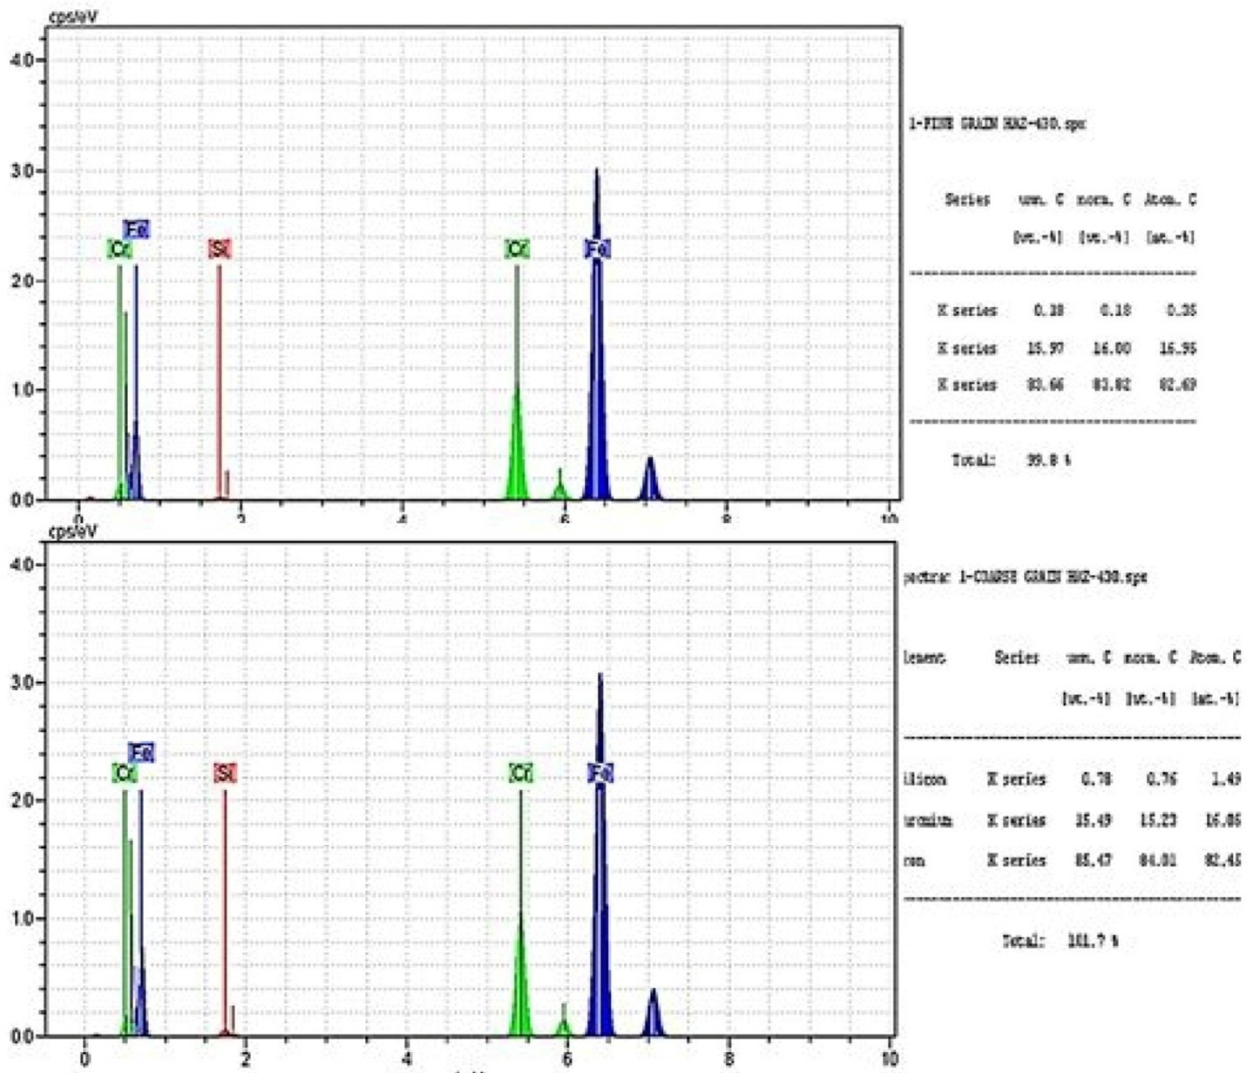 cps/eV
4.0
3.0
2.0
1.0
0.0
Cr Fe Si Cr Fe
0 2 4 6 8 10
1-FINE GRAIN HAZ-430.spx
Series unn. C norm. C Atom. C
[wt.-%] [wt.-%] [at.-%]
K series 0.18 0.18 0.35
K series 15.97 16.00 16.95
K series 83.66 83.82 82.69
Total: 99.8 %
cps/eV
4.0
3.0
2.0
1.0
0.0
Cr Fe Si Cr Fe
0 2 4 6 8 10
pectrum: 1-COARSE GRAIN HAZ-430.spx
lement Series unn. C norm. C Atom. C
[wt.-%] [wt.-%] [at.-%]
ilicon K series 0.78 0.76 1.49
hromium K series 15.49 15.23 16.06
ron K series 85.47 84.01 82.45
Total: 101.7 %